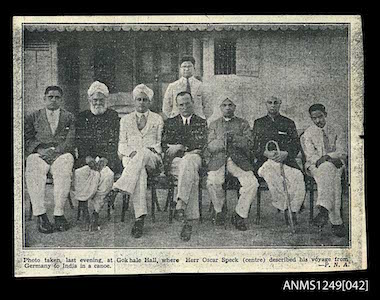 Photo taken, last evening, at Gokhale Hall, where Herr Oscar Speck (centre) described his voyage from
Germany to India in a canoe. —P. N. A.
ANMS1249[042]